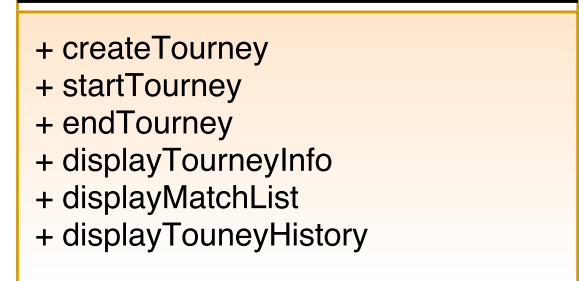 + createTourney
+ startTourney
+ endTourney
+ displayTourneyInfo
+ displayMatchList
+ displayTouneyHistory